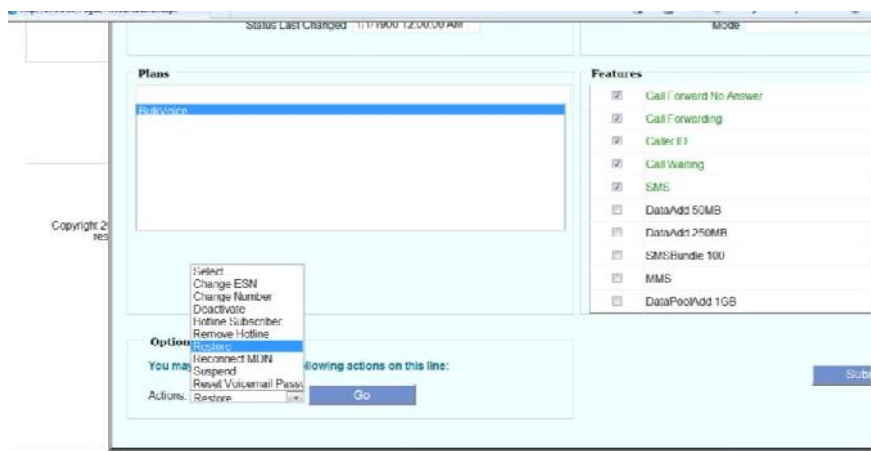 Status Last Changed 1/1/1900 12:00:00 AM
Mode
Plans
BulkVoice
Features
Call Forward No Answer
Call Forwarding
Caller ID
Call Waiting
SMS
DataAdd 50MB
DataAdd 250MB
SMSBundle 100
MMS
DataPoolAdd 1GB
Copyright 2
res
Select
Change ESN
Change Number
Deactivate
Hotline Subscriber
Remove Hotline
Restore
Reconnect MDN
Suspend
Reset Voicemail Passw
Option
You may
llowing actions on this line:
Actions: Restore
Go
Subm